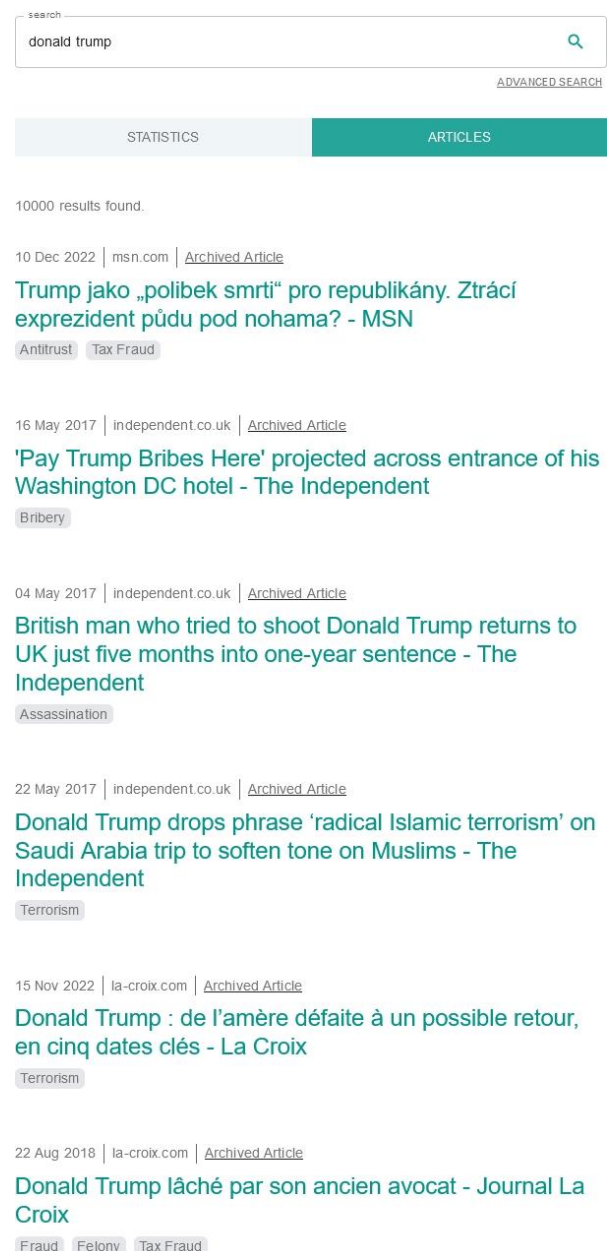 search
donald trump
ADVANCED SEARCH
STATISTICS
ARTICLES
10000 results found.
10 Dec 2022 | msn.com | Archived Article
Trump jako „polibek smrti“ pro republikány. Ztrácí
exprezident půdu pod nohama? - MSN
Antitrust Tax Fraud
16 May 2017 | independent.co.uk | Archived Article
'Pay Trump Bribes Here' projected across entrance of his
Washington DC hotel - The Independent
Bribery
04 May 2017 | independent.co.uk | Archived Article
British man who tried to shoot Donald Trump returns to
UK just five months into one-year sentence - The
Independent
Assassination
22 May 2017 | independent.co.uk | Archived Article
Donald Trump drops phrase ‘radical Islamic terrorism’ on
Saudi Arabia trip to soften tone on Muslims - The
Independent
Terrorism
15 Nov 2022 | la-croix.com | Archived Article
Donald Trump : de l’amère défaite à un possible retour,
en cinq dates clés - La Croix
Terrorism
22 Aug 2018 | la-croix.com | Archived Article
Donald Trump lâché par son ancien avocat - Journal La
Croix
Fraud Felony Tax Fraud